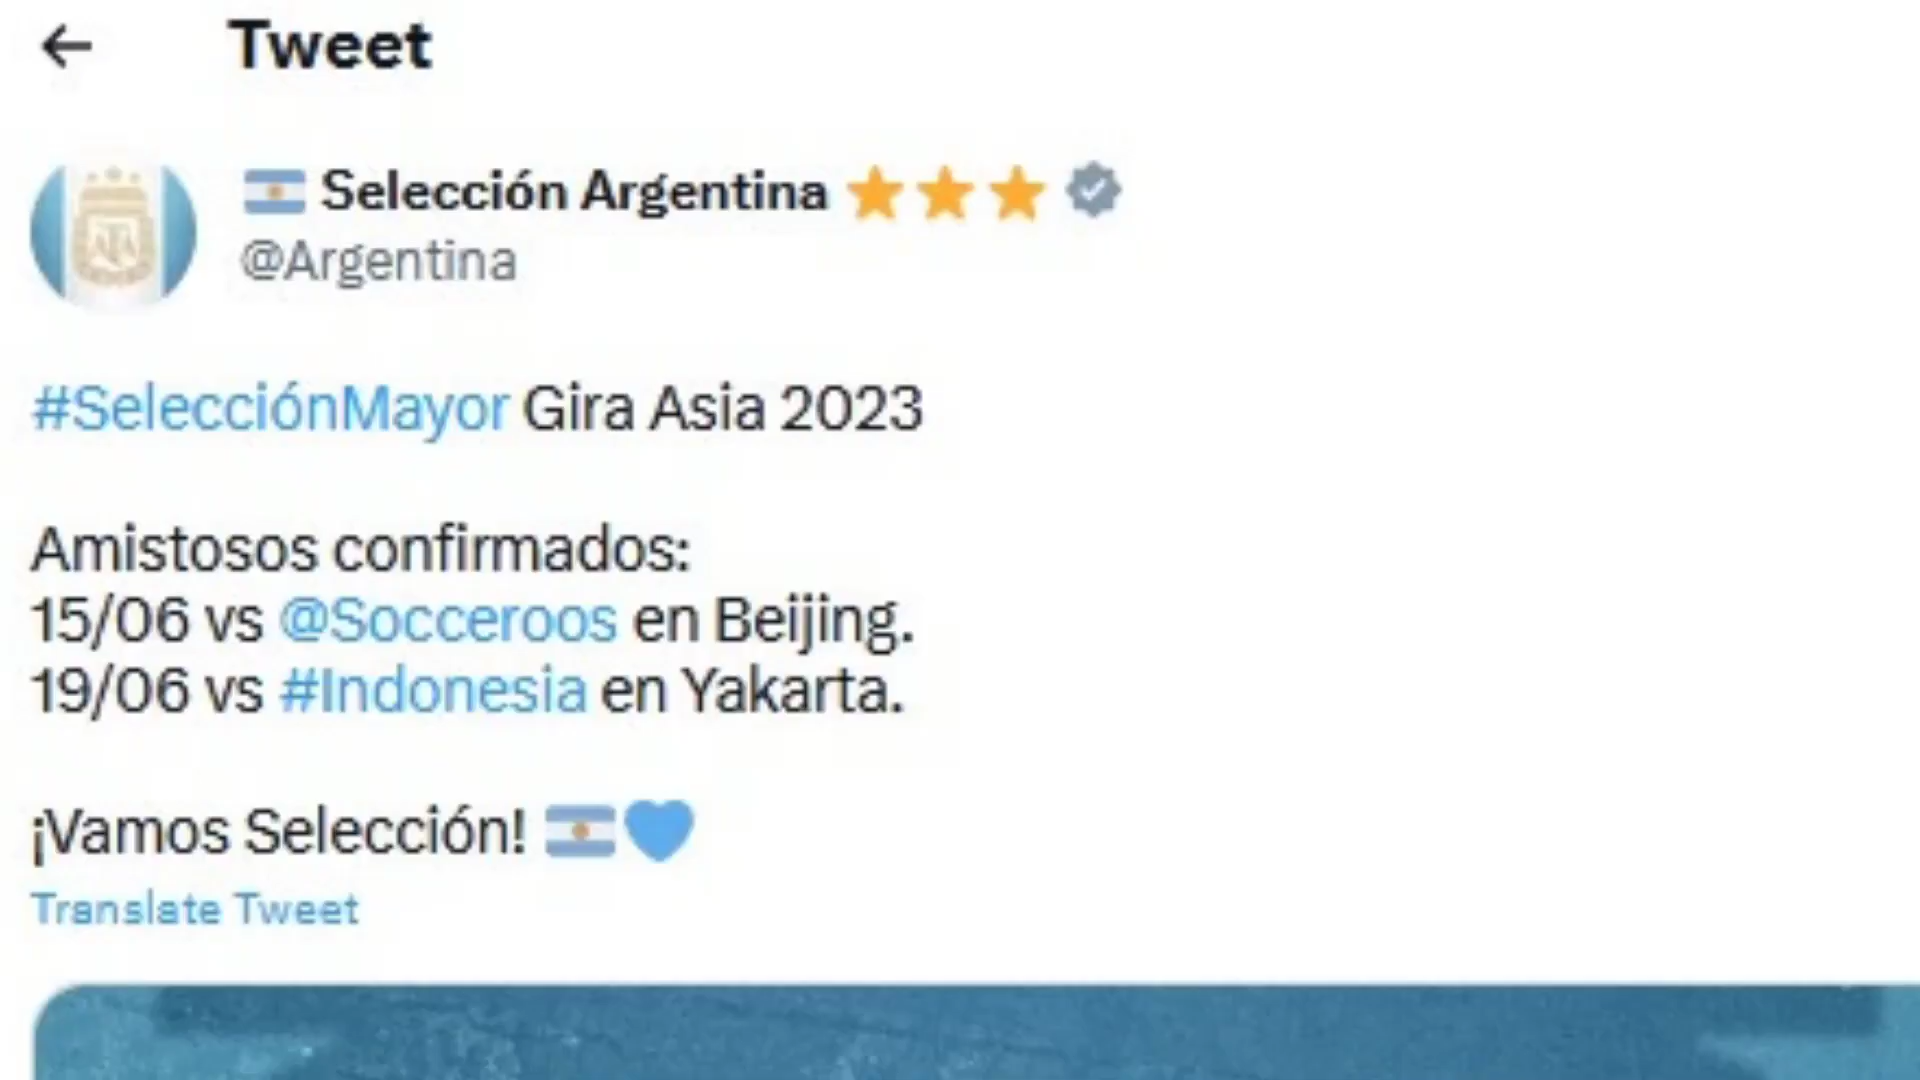 Tweet
Selección Argentina
@Argentina
#SelecciónMayor Gira Asia 2023
Amistosos confirmados:
15/06 vs @Socceroos en Beijing.
19/06 vs #Indonesia en Yakarta.
¡Vamos Selección!
Translate Tweet